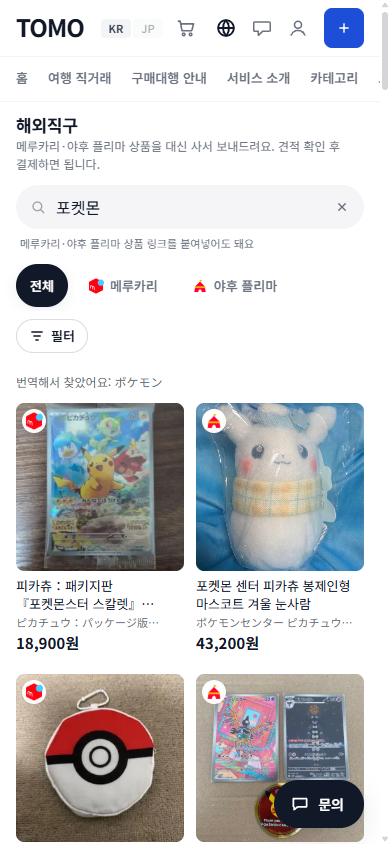 TOMO KR JP
홈 여행 직거래 구매대행 안내 서비스 소개 카테고리
해외직구
메루카리·야후 플리마 상품을 대신 사서 보내드려요. 견적 확인 후
결제하면 됩니다.
포켓몬
메루카리·야후 플리마 상품 링크를 붙여넣어도 돼요
전체 메루카리 야후 플리마
필터
번역해서 찾았어요: ポケモン
피카츄 : 패키지판
『포켓몬스터 스칼렛』…
ピカチュウ：パッケージ版…
18,900원
포켓몬 센터 피카츄 봉제인형
마스코트 겨울 눈사람
ポケモンセンター ピカチュウ…
43,200원
문의